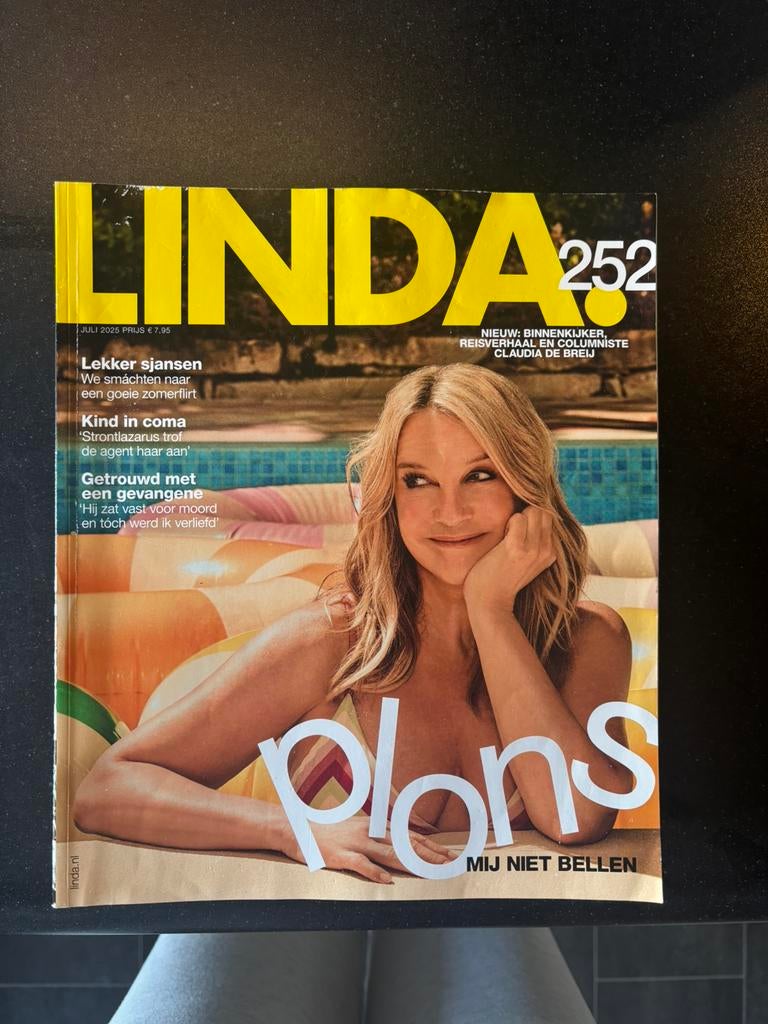 LINDA.
252
JULI 2025 PRIJS € 7,95
NIEUW: BINNENKIJKER,
REISVERHAAL EN COLUMNISTE
CLAUDIA DE BREIJ
Lekker sjansen
We smáchten naar
een goeie zomerflirt
Kind in coma
'Strontlazarus trof
de agent haar aan'
Getrouwd met
een gevangene
'Hij zat vast voor moord
en tóch werd ik verliefd'
plons
MIJ NIET BELLEN
linda.nl